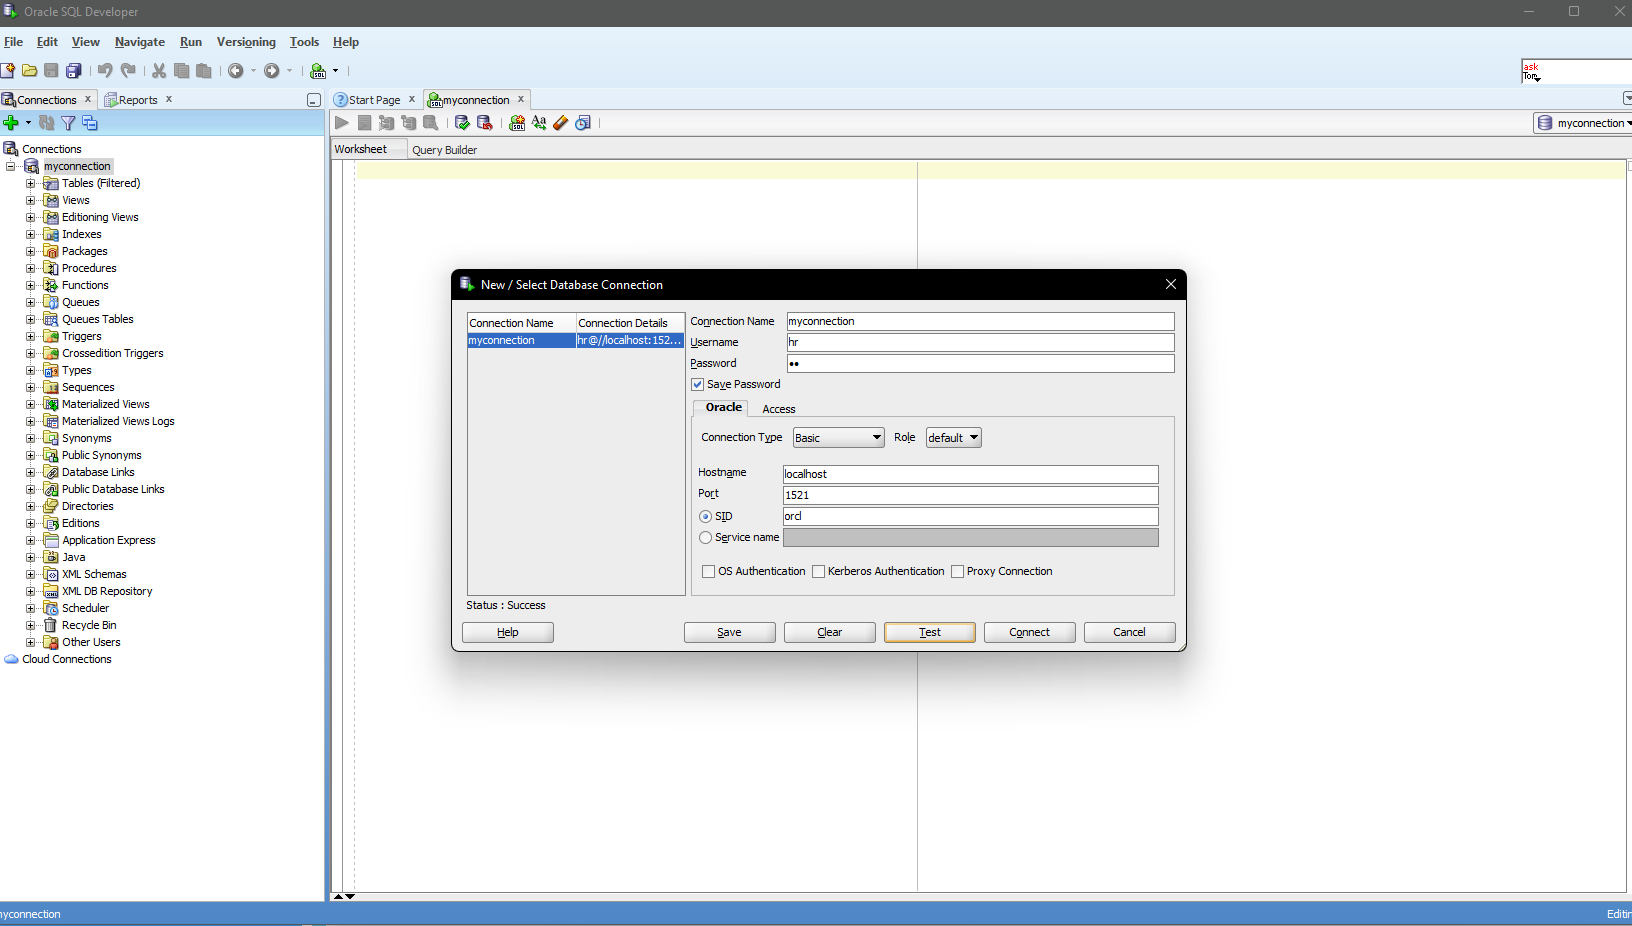 Oracle SQL Developer
File Edit View Navigate Run Versioning Tools Help
ask
Tom
Connections Reports
Start Page myconnection
myconnection
Worksheet Query Builder
Connections
myconnection
Tables (Filtered)
Views
Editioning Views
Indexes
Packages
Procedures
Functions
Queues
Queues Tables
Triggers
Crossedition Triggers
Types
Sequences
Materialized Views
Materialized Views Logs
Synonyms
Public Synonyms
Database Links
Public Database Links
Directories
Editions
Application Express
Java
XML Schemas
XML DB Repository
Scheduler
Recycle Bin
Other Users
Cloud Connections
New / Select Database Connection
Connection Name Connection Details
myconnection hr@//localhost:152...
Connection Name myconnection
Username hr
Password ••
Save Password
Oracle Access
Connection Type Basic Role default
Hostname localhost
Port 1521
SID orcl
Service name
OS Authentication Kerberos Authentication Proxy Connection
Status : Success
Help Save Clear Test Connect Cancel
myconnection Editin